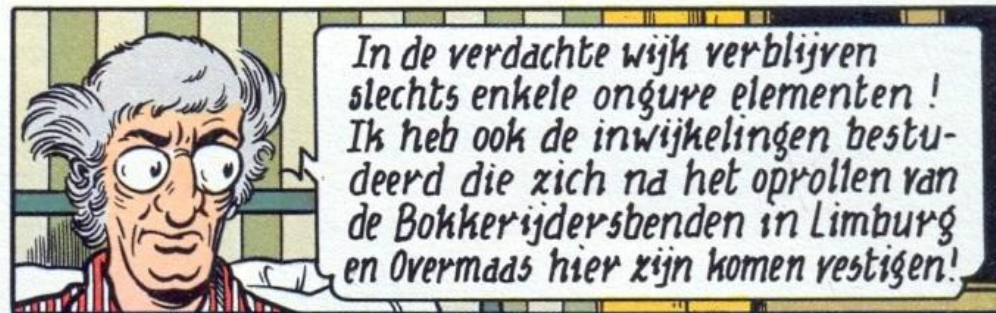 In de verdachte wijk verblijven
slechts enkele ongure elementen !
Ik heb ook de inwijkelingen bestu-
deerd die zich na het oprollen van
de Bokkerijdersbenden in Limburg
en Overmaas hier zijn komen vestigen!